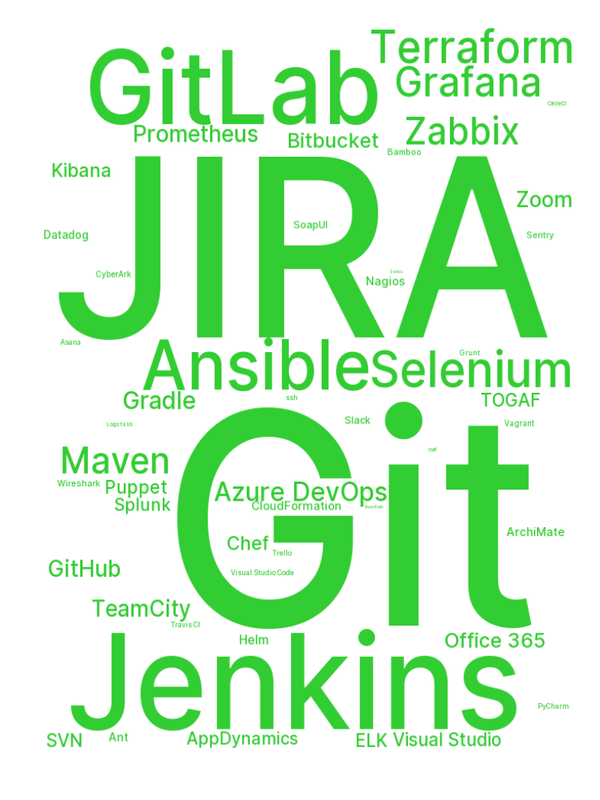 Terraform
GitLab
Grafana
CircleCI
Prometheus
Bitbucket
Zabbix
Bamboo
Kibana
JIRA
Zoom
SoapUI
Datadog
Sentry
CyberArk
Nagios
Asana
Ansible
Selenium
Grunt
Gradle
ssh
TOGAF
Logstash
Slack
Vagrant
Git
Maven
Wireshark
Puppet
Azure DevOps
Splunk
CloudFormation
ArchiMate
Chef
Trello
GitHub
Visual Studio Code
TeamCity
Travis CI
Helm
Office 365
Jenkins
PyCharm
SVN
Ant
AppDynamics
ELK
Visual Studio